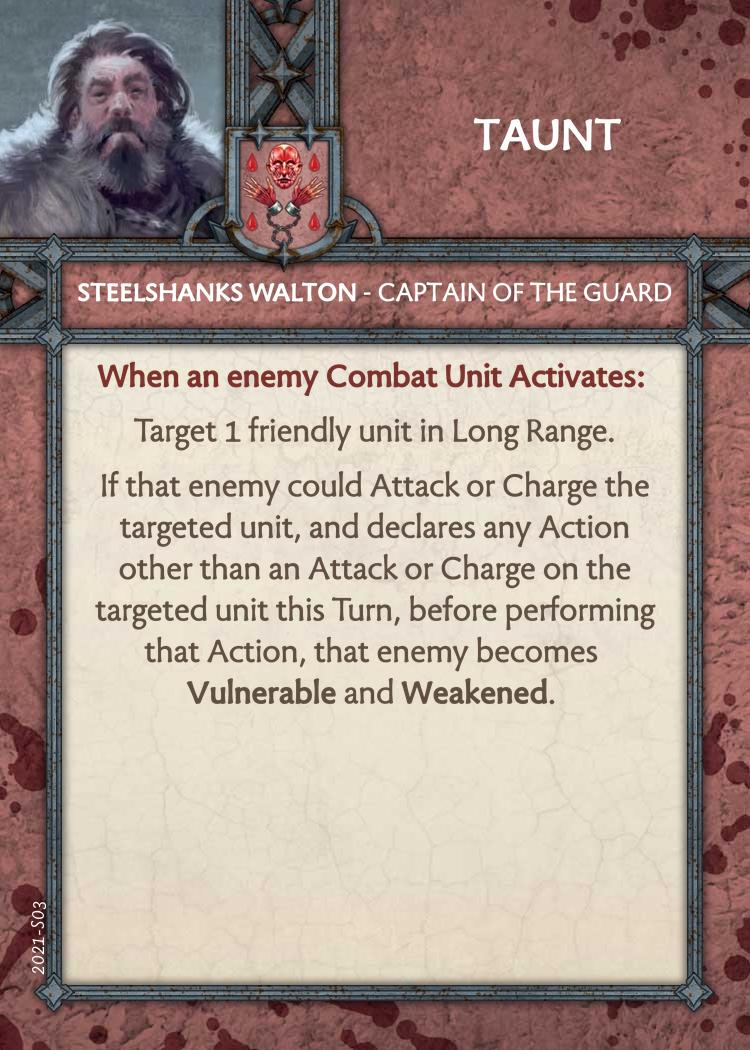 TAUNT
STEELSHANKS WALTON - CAPTAIN OF THE GUARD
When an enemy Combat Unit Activates:
Target 1 friendly unit in Long Range.
If that enemy could Attack or Charge the
targeted unit, and declares any Action
other than an Attack or Charge on the
targeted unit this Turn, before performing
that Action, that enemy becomes
Vulnerable and Weakened.
2021-S03